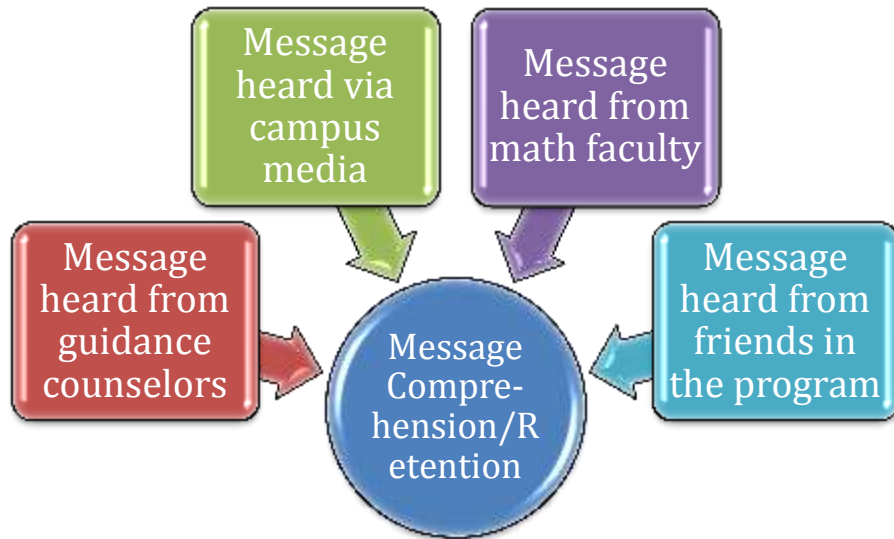 Message
heard via
campus
media
Message
heard from
math faculty
Message
heard from
guidance
counselors
Message
heard from
friends in
the program
Message
Compre-
hension/R
etention